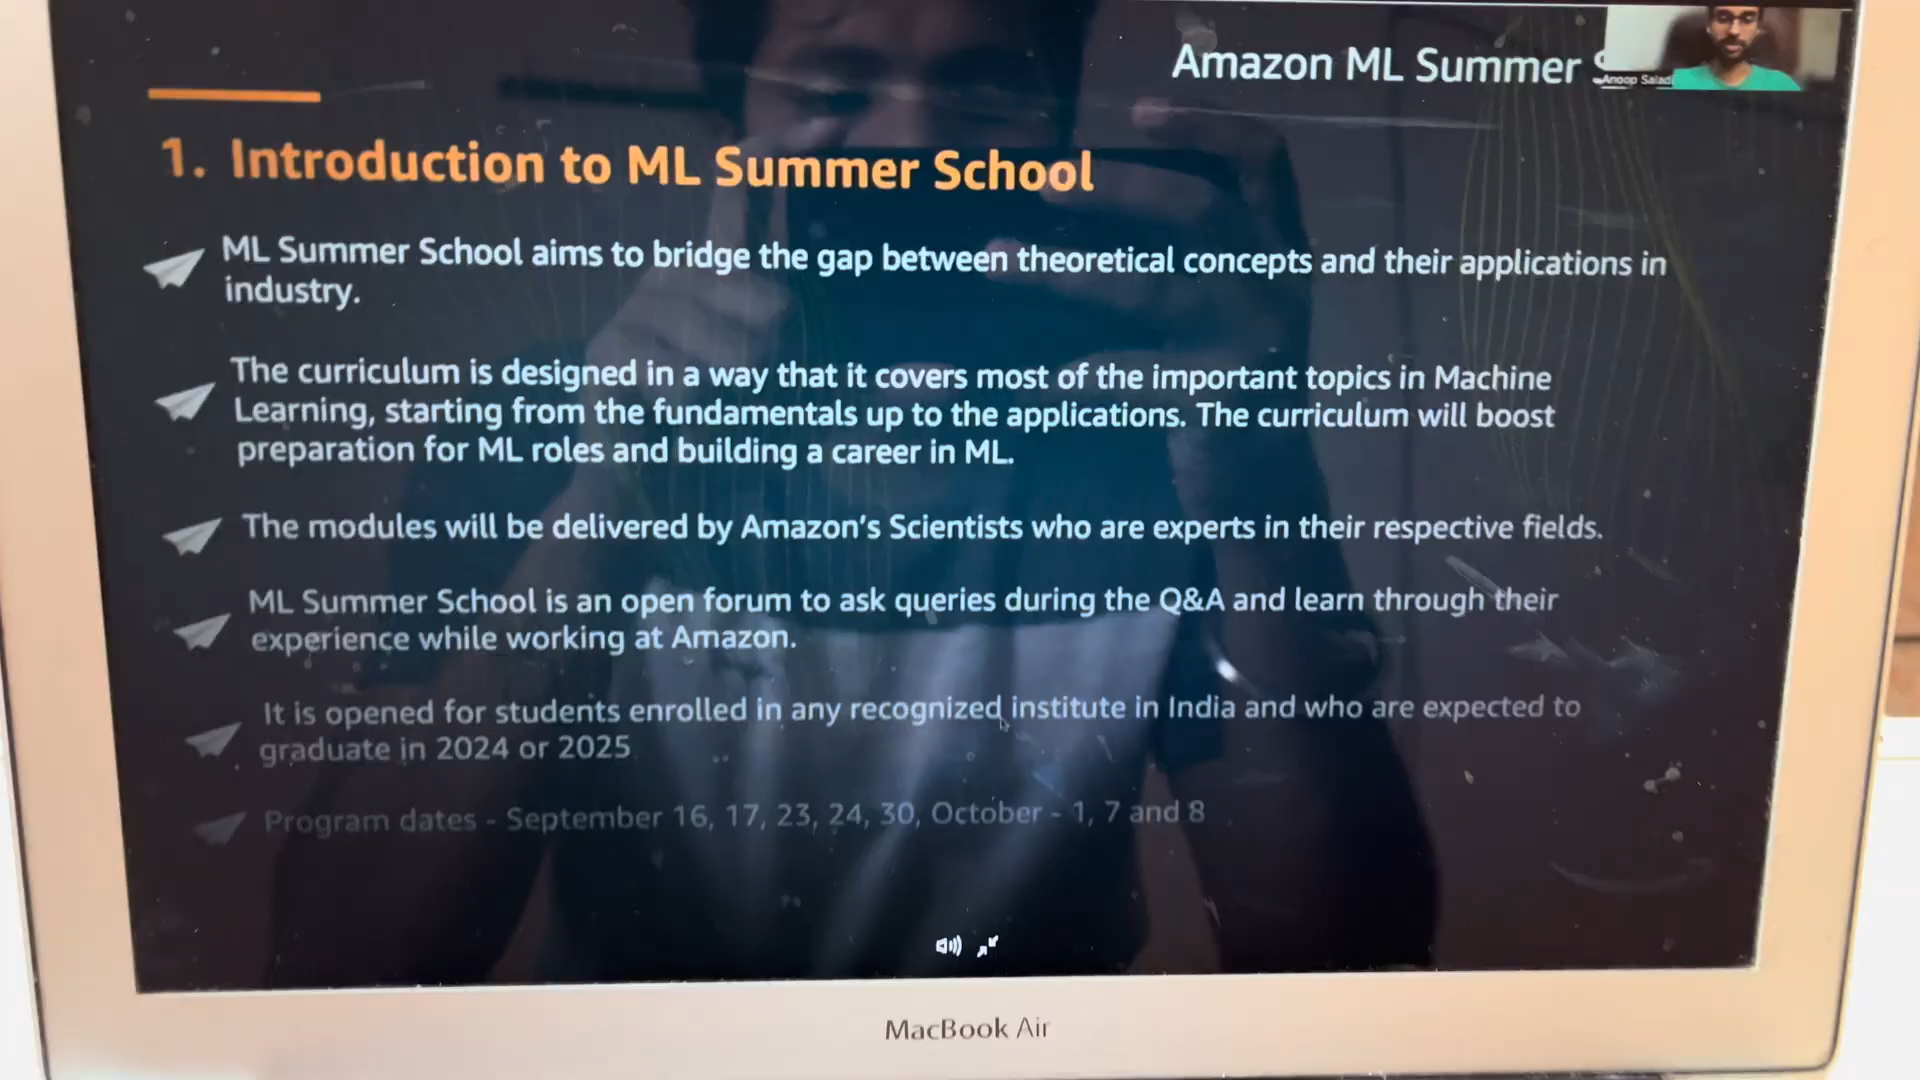 Amazon ML Summer
Anoop Salad
1. Introduction to ML Summer School
ML Summer School aims to bridge the gap between theoretical concepts and their applications in
industry.
The curriculum is designed in a way that it covers most of the important topics in Machine
Learning, starting from the fundamentals up to the applications. The curriculum will boost
preparation for ML roles and building a career in ML.
The modules will be delivered by Amazon's Scientists who are experts in their respective fields.
ML Summer School is an open forum to ask queries during the Q&A and learn through their
experience while working at Amazon.
It is opened for students enrolled in any recognized institute in India and who are expected to
graduate in 2024 or 2025
Program dates - September 16, 17, 23, 24, 30, October - 1, 7 and 8
MacBook Air